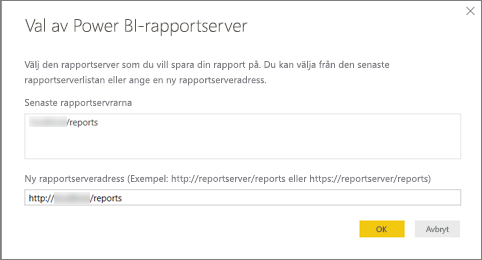 Val av Power BI-rapportserver
Välj den rapportserver som du vill spara din rapport på. Du kan välja från den senaste
rapportserverlistan eller ange en ny rapportserveradress.
Senaste rapportservrarna
/reports
Ny rapportserveradress (Exempel: http://reportserver/reports eller https://reportserver/reports)
http:// /reports
OK Avbryt